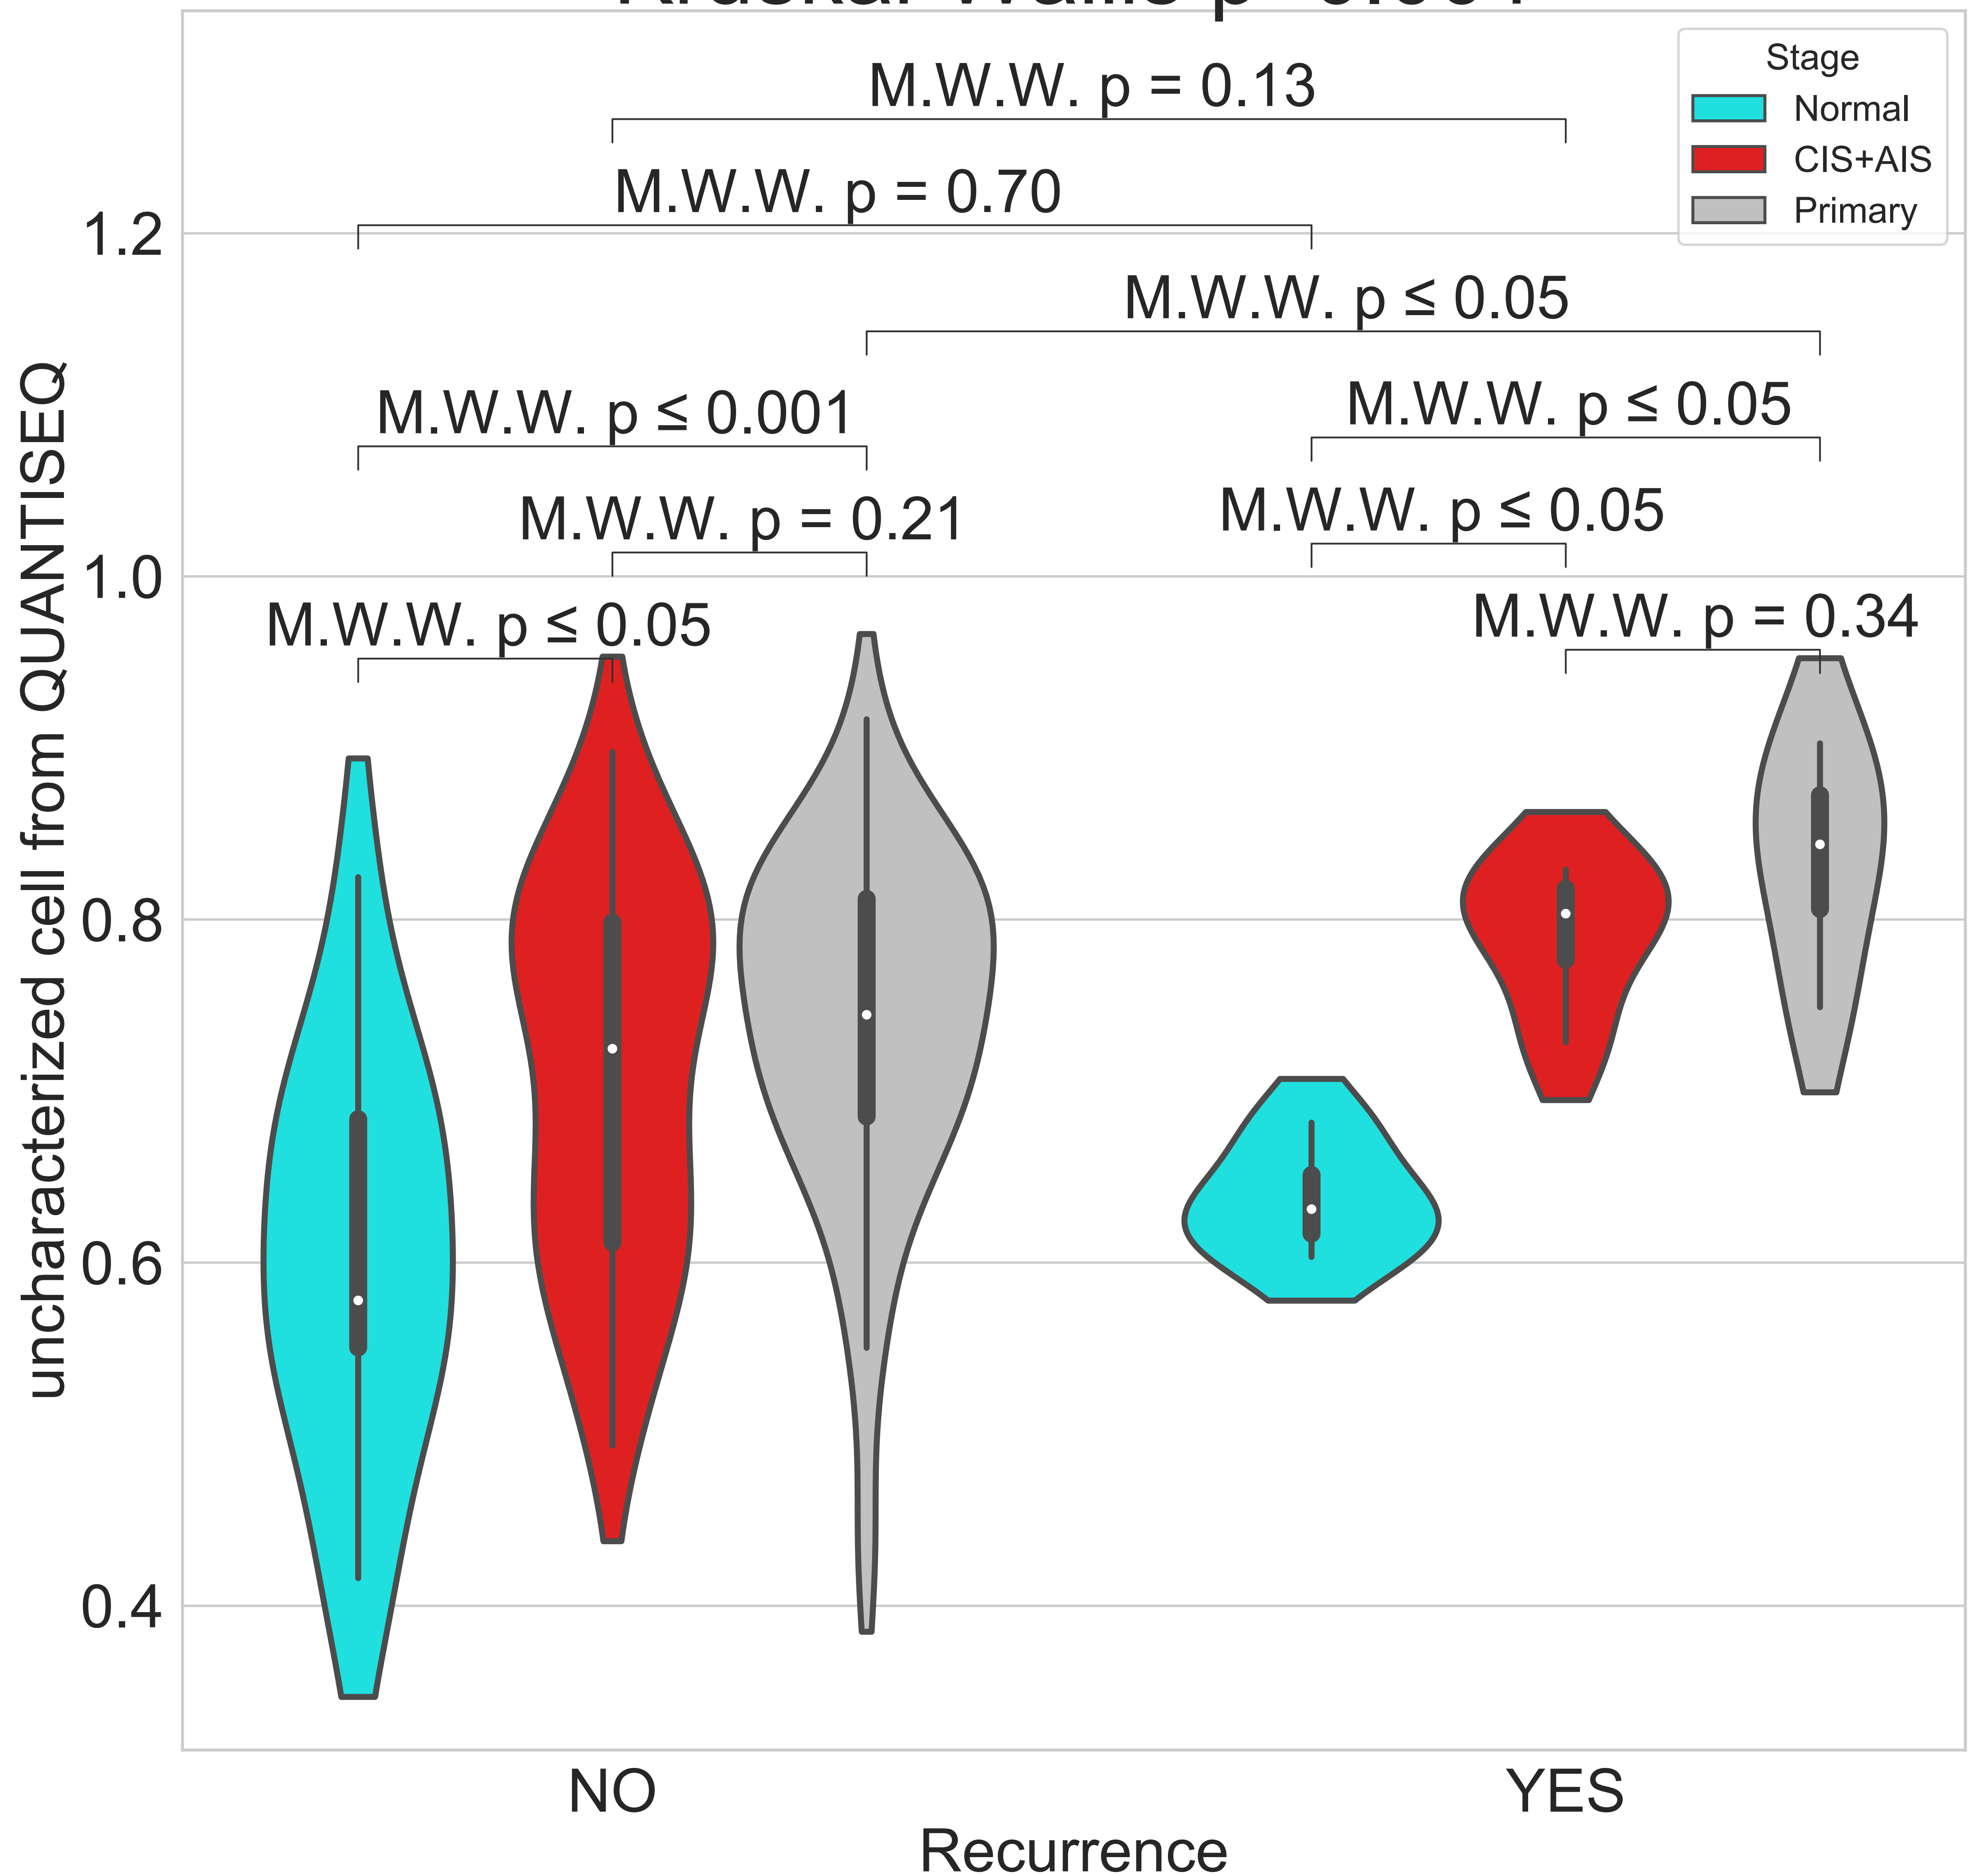 Stage
Normal
CIS+AIS
Primary
M.W.W. p = 0.13
M.W.W. p = 0.70
M.W.W. p ≤ 0.05
M.W.W. p ≤ 0.05
M.W.W. p ≤ 0.001
M.W.W. p ≤ 0.05
M.W.W. p = 0.21
M.W.W. p = 0.34
M.W.W. p ≤ 0.05
1.2
1.0
0.8
0.6
0.4
uncharacterized cell from QUANTISEQ
NO
YES
Recurrence